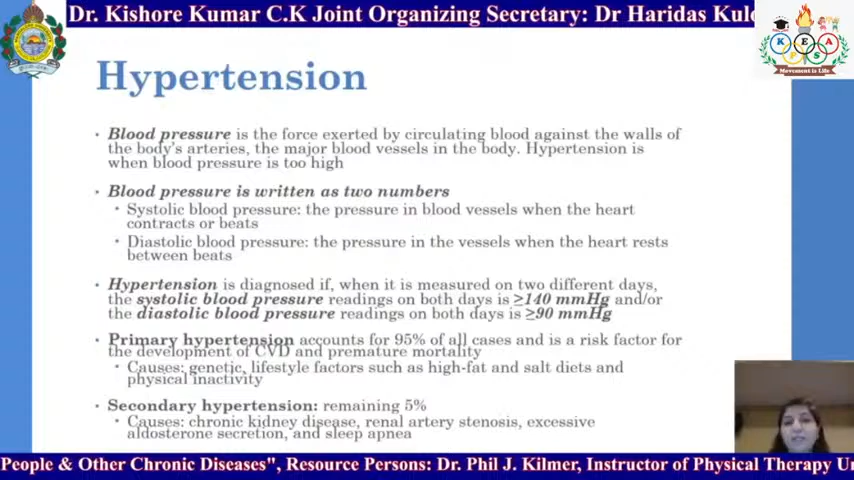 Dr. Kishore Kumar C.K Joint Organizing Secretary: Dr Haridas Kul
K E A
P S
Movement is Life
Hypertension
• Blood pressure is the force exerted by circulating blood against the walls of
the body's arteries, the major blood vessels in the body. Hypertension is
when blood pressure is too high
• Blood pressure is written as two numbers
• Systolic blood pressure: the pressure in blood vessels when the heart
contracts or beats
• Diastolic blood pressure: the pressure in the vessels when the heart rests
between beats
• Hypertension is diagnosed if, when it is measured on two different days,
the systolic blood pressure readings on both days is ≥140 mmHg and/or
the diastolic blood pressure readings on both days is ≥90 mmHg
• Primary hypertension accounts for 95% of all cases and is a risk factor for
the development of CVD and premature mortality
• Causes: genetic, lifestyle factors such as high-fat and salt diets and
physical inactivity
• Secondary hypertension: remaining 5%
• Causes: chronic kidney disease, renal artery stenosis, excessive
aldosterone secretion, and sleep apnea
People & Other Chronic Diseases", Resource Persons: Dr. Phil J. Kilmer, Instructor of Physical Therapy Un